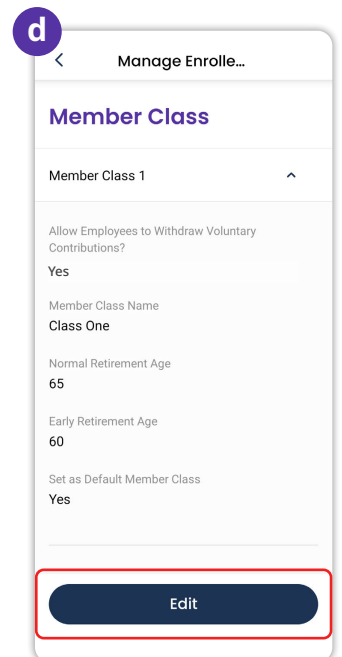 d
Manage Enrolle...
Member Class
Member Class 1
Allow Employees to Withdraw Voluntary
Contributions?
Yes
Member Class Name
Class One
Normal Retirement Age
65
Early Retirement Age
60
Set as Default Member Class
Yes
Edit